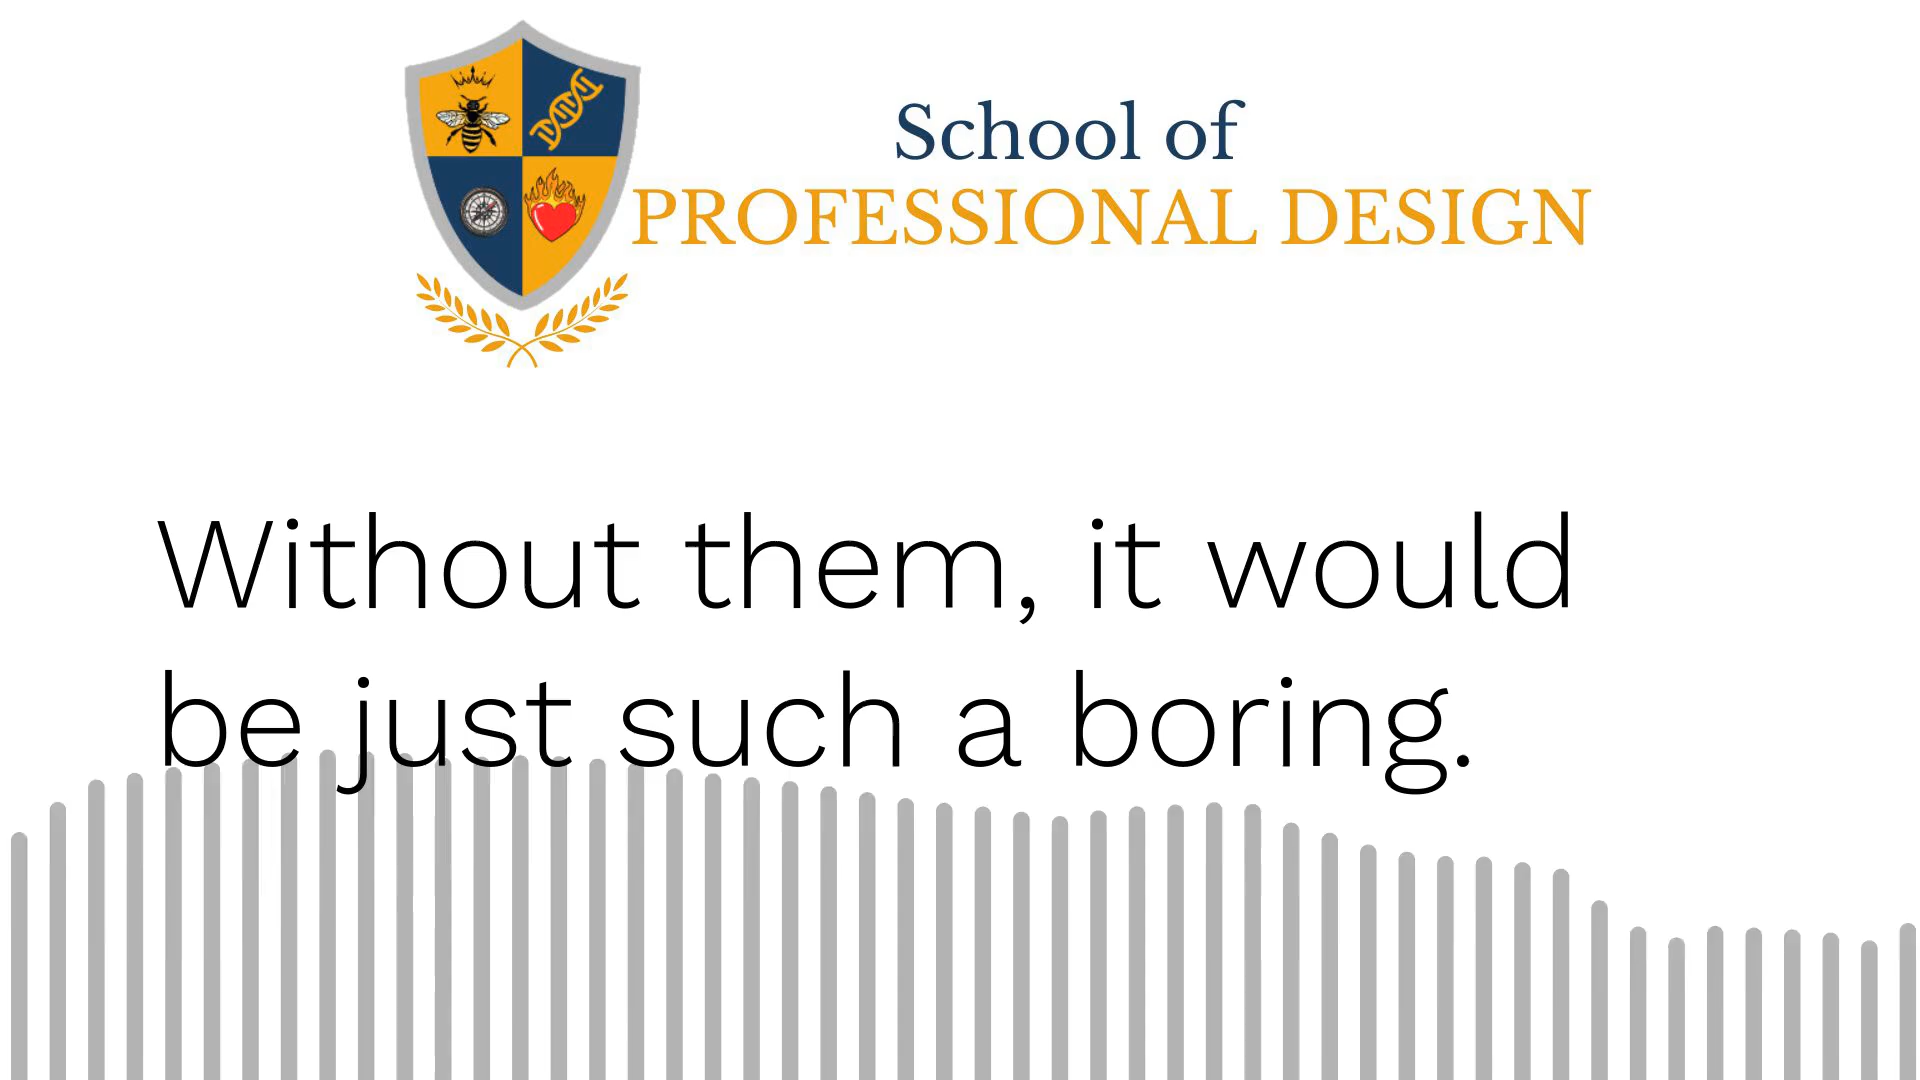 School of
PROFESSIONAL DESIGN
Without them, it would
be just such a boring.